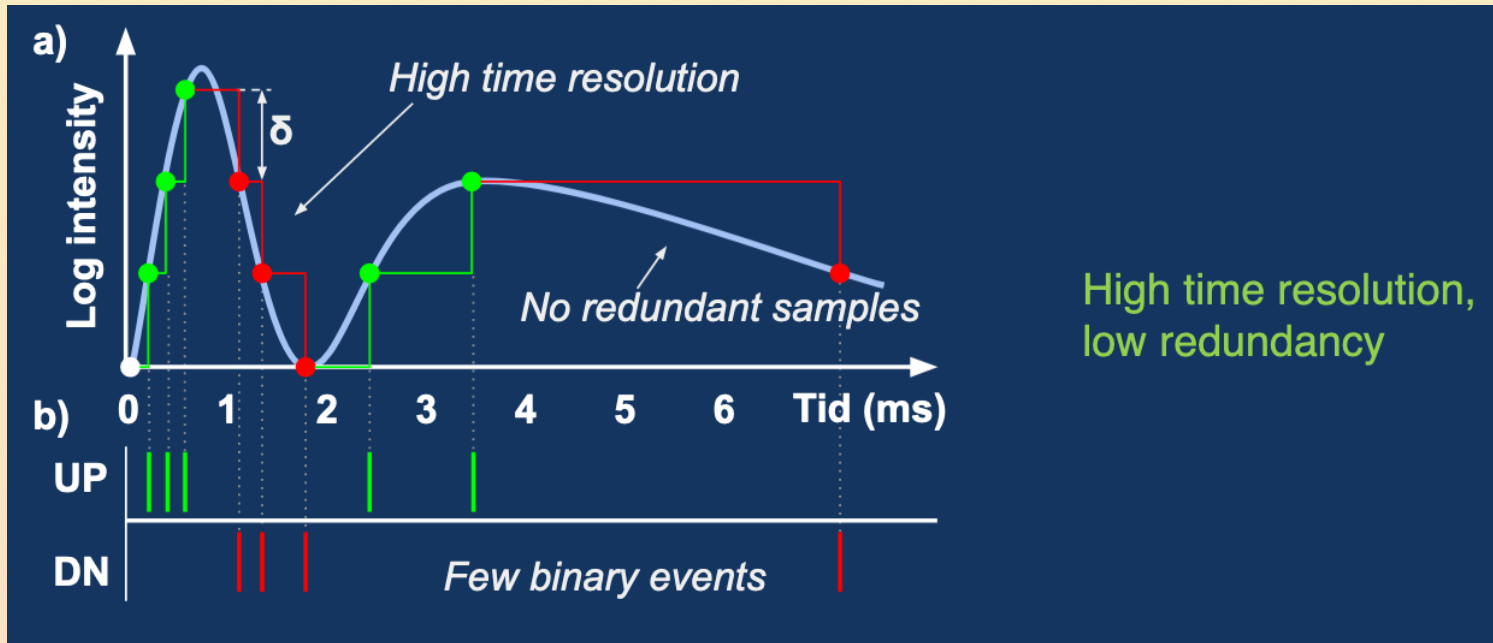 a)
Log intensity
High time resolution
δ
No redundant samples
High time resolution,
low redundancy
0 1 2 3 4 5 6 Tid (ms)
b)
UP
DN
Few binary events